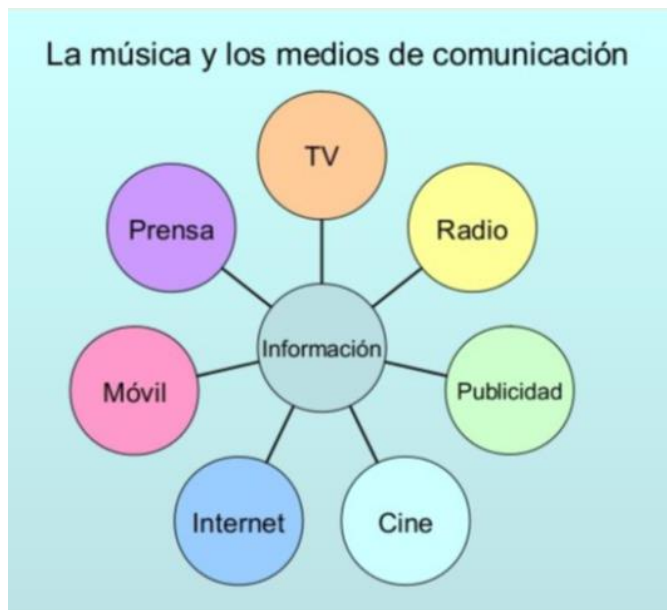 La música y los medios de comunicación
TV
Prensa
Radio
Información
Móvil
Publicidad
Internet
Cine